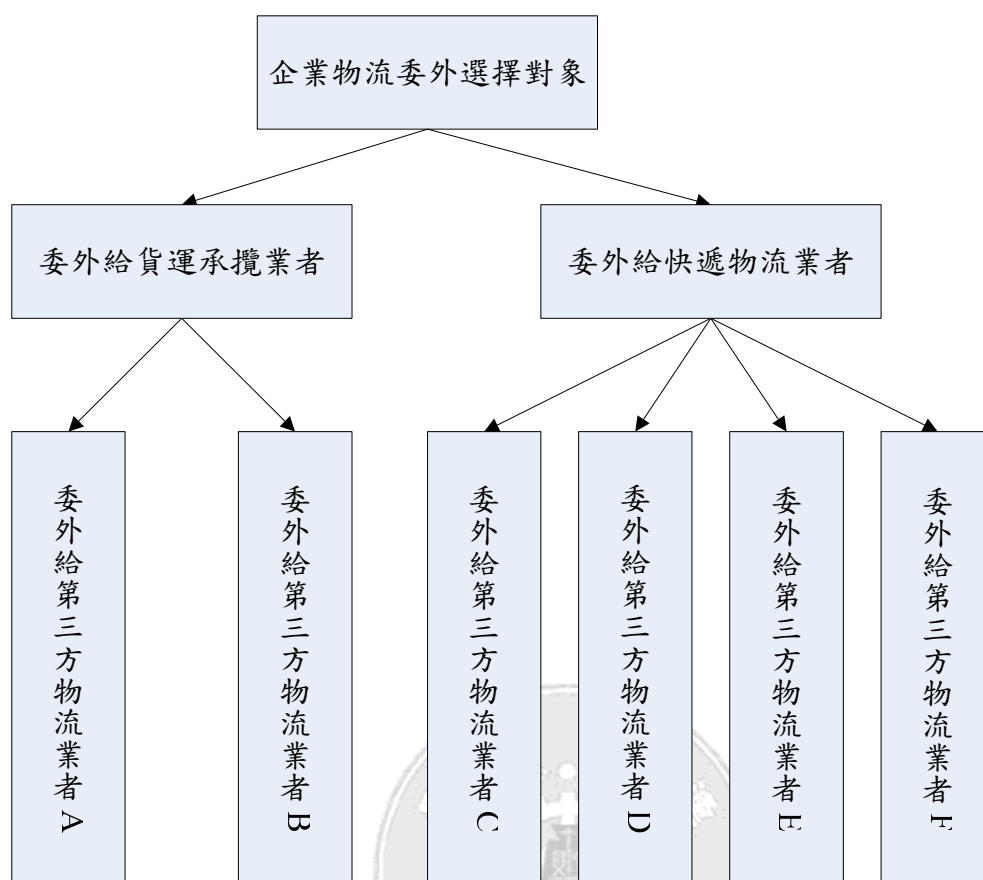 企業物流委外選擇對象
委外給貨運承攬業者
委外給快遞物流業者
委外給第三方物流業者A
委外給第三方物流業者B
委外給第三方物流業者C
委外給第三方物流業者D
委外給第三方物流業者E
委外給第三方物流業者F